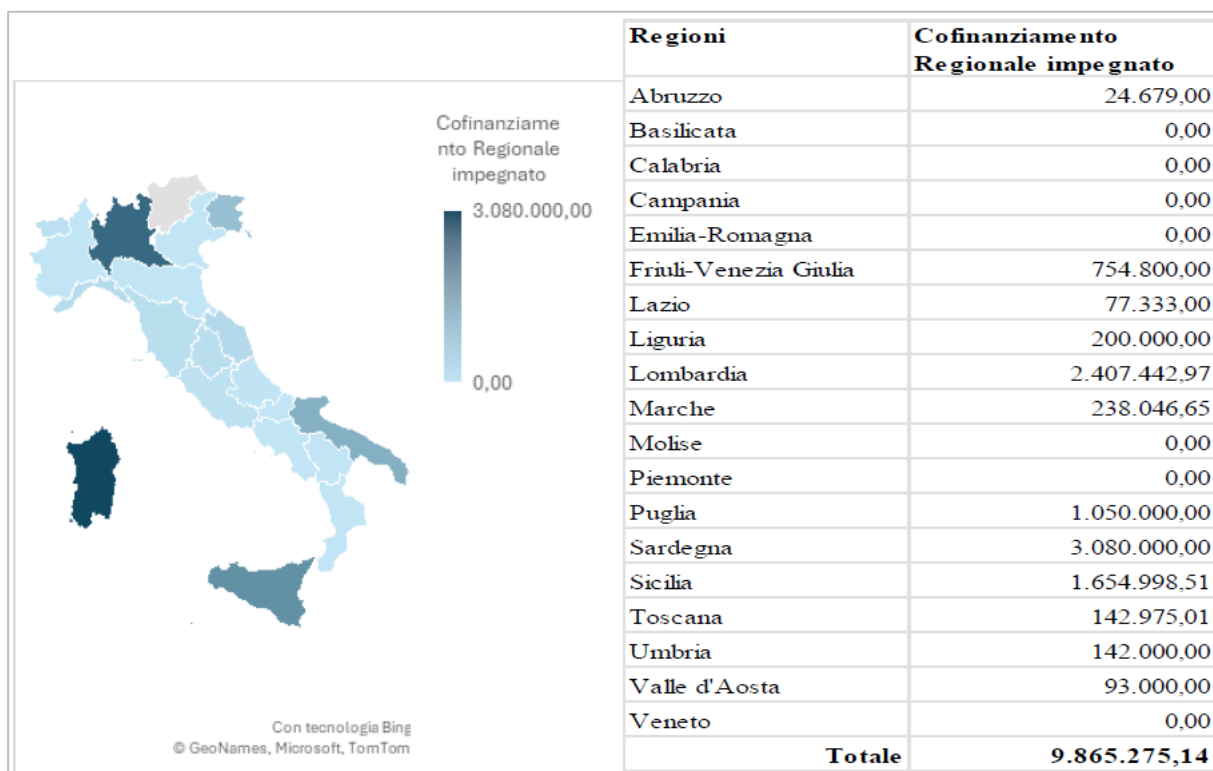 Cofinanziame
nto Regionale
impegnato
3.080.000,00
0,00
Con tecnologia Bing
© GeoNames, Microsoft, TomTom
Regioni Cofinanziamento
Regionale impegnato
Abruzzo 24.679,00
Basilicata 0,00
Calabria 0,00
Campania 0,00
Emilia-Romagna 0,00
Friuli-Venezia Giulia 754.800,00
Lazio 77.333,00
Liguria 200.000,00
Lombardia 2.407.442,97
Marche 238.046,65
Molise 0,00
Piemonte 0,00
Puglia 1.050.000,00
Sardegna 3.080.000,00
Sicilia 1.654.998,51
Toscana 142.975,01
Umbria 142.000,00
Valle d'Aosta 93.000,00
Veneto 0,00
Totale 9.865.275,14